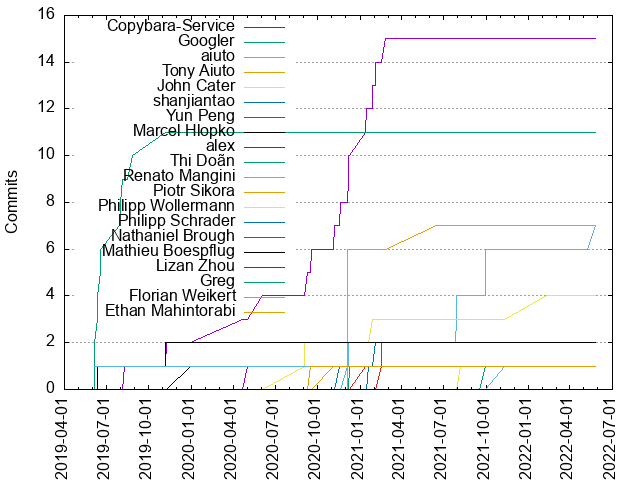 16
14
12
10
8
6
4
2
0
Commits
Copybara-Service
Googler
aiuto
Tony Aiuto
John Cater
shanjiantao
Yun Peng
Marcel Hlopko
alex
Thi Doãn
Renato Mangini
Piotr Sikora
Philipp Wollermann
Philipp Schrader
Nathaniel Brough
Mathieu Boespflug
Lizan Zhou
Greg
Florian Weikert
Ethan Mahintorabi
2019-04-01
2019-07-01
2019-10-01
2020-01-01
2020-04-01
2020-07-01
2020-10-01
2021-01-01
2021-04-01
2021-07-01
2021-10-01
2022-01-01
2022-04-01
2022-07-01